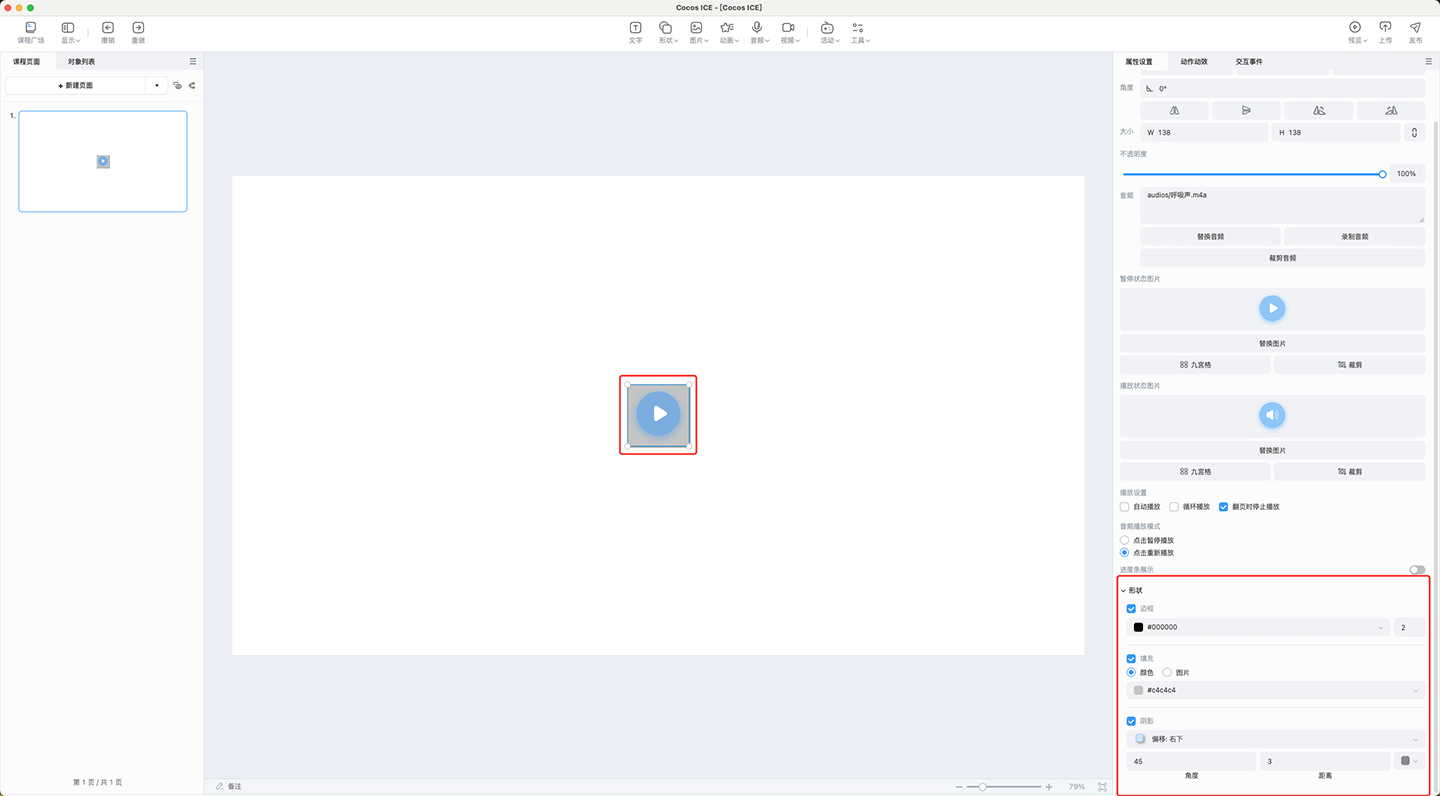 Cocos ICE - [Cocos ICE]
课程广场 显示 撤销 重做 文字 形状 图片 动画 音频 视频 活动 工具 预览 上传 发布
课程页面 对象列表
+ 新建页面
1.
第 1 页 / 共 1 页
备注
79%
属性设置 动作动效 交互事件
角度 0°
大小 W 138 H 138
不透明度
100%
音频 audios/呼吸声.m4a
替换音频 录制音频
裁剪音频
暂停状态图片
替换图片
九宫格 裁剪
播放状态图片
替换图片
九宫格 裁剪
播放设置
自动播放 循环播放 翻页时停止播放
音频播放模式
点击暂停播放
点击重新播放
进度条展示
形状
边框
#000000 2
填充
颜色 图片
#c4c4c4
阴影
偏移: 右下
45 3
角度 距离